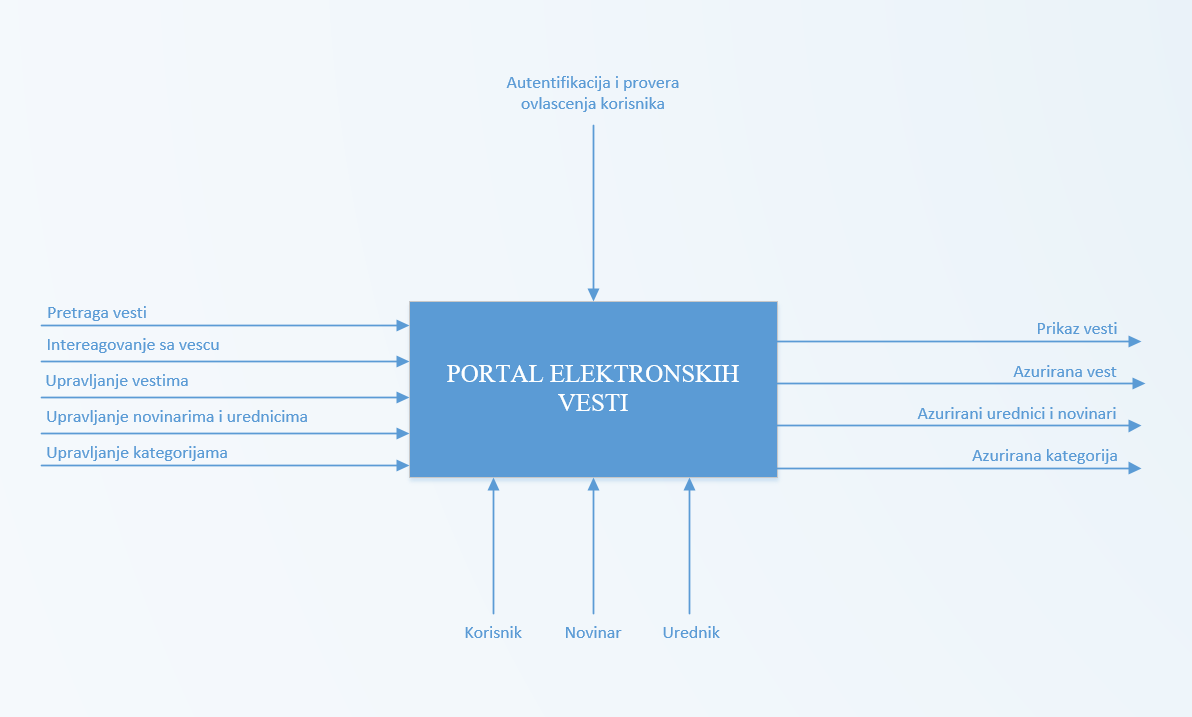 Autentifikacija i provera
ovlascenja korisnika
Pretraga vesti
Intereagovanje sa vescu
Upravljanje vestima
Upravljanje novinarima i urednicima
Upravljanje kategorijama
PORTAL ELEKTRONSKIH
VESTI
Prikaz vesti
Azurirana vest
Azurirani urednici i novinari
Azurirana kategorija
Korisnik
Novinar
Urednik